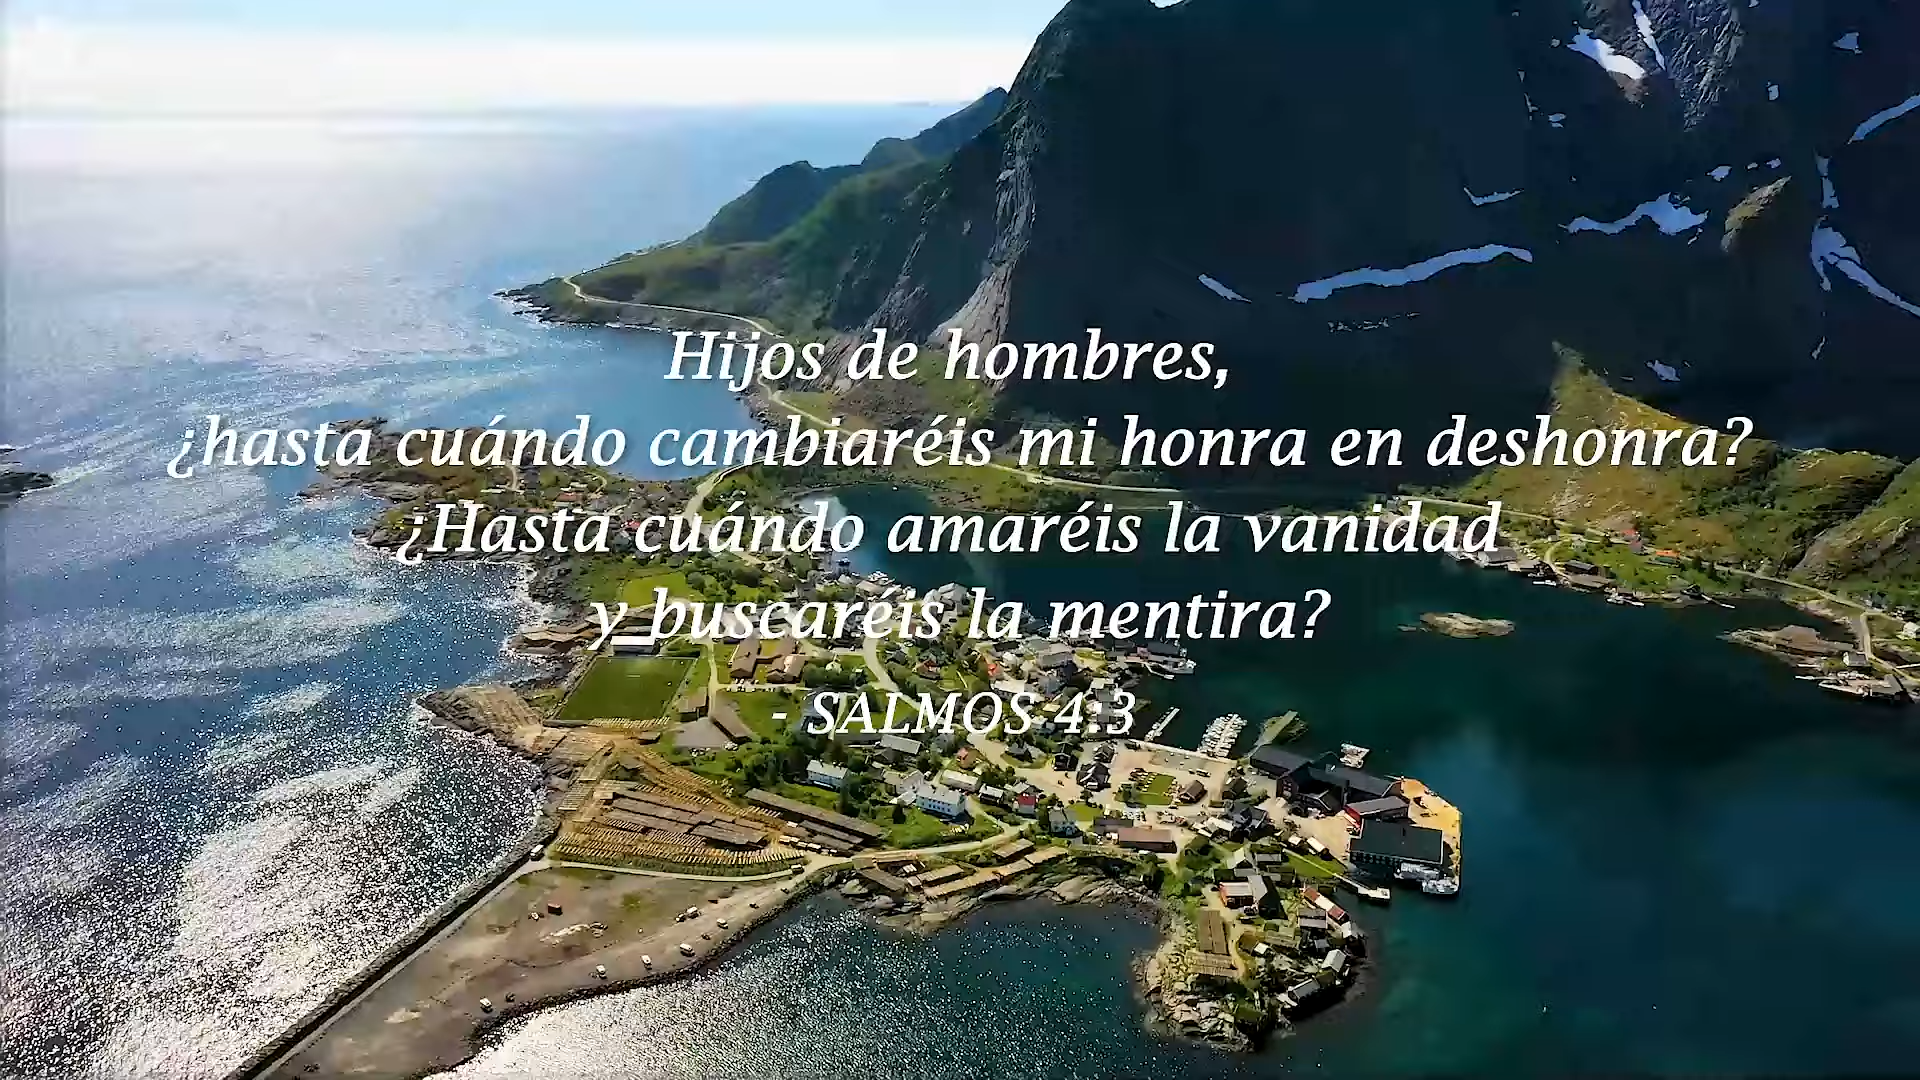 Hijos de hombres,
¿hasta cuándo cambiaréis mi honra en deshonra?
¿Hasta cuándo amaréis la vanidad
y buscaréis la mentira?
- SALMOS 4:3